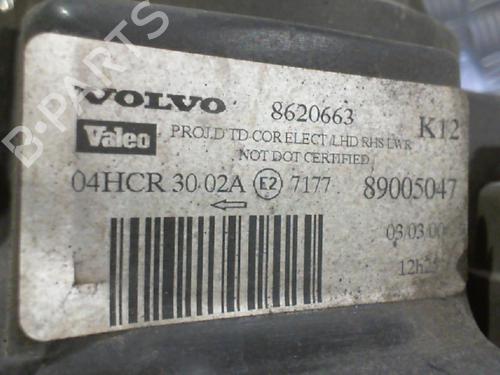 VOLVO 8620663 K12
Valeo PROJ.D TD-COR ELECT /LHD RHS LWR
NOT DOT CERTIFIED
04HCR 30 02A E2 7177 89005047
03/03/00
12h25
B-PARTS